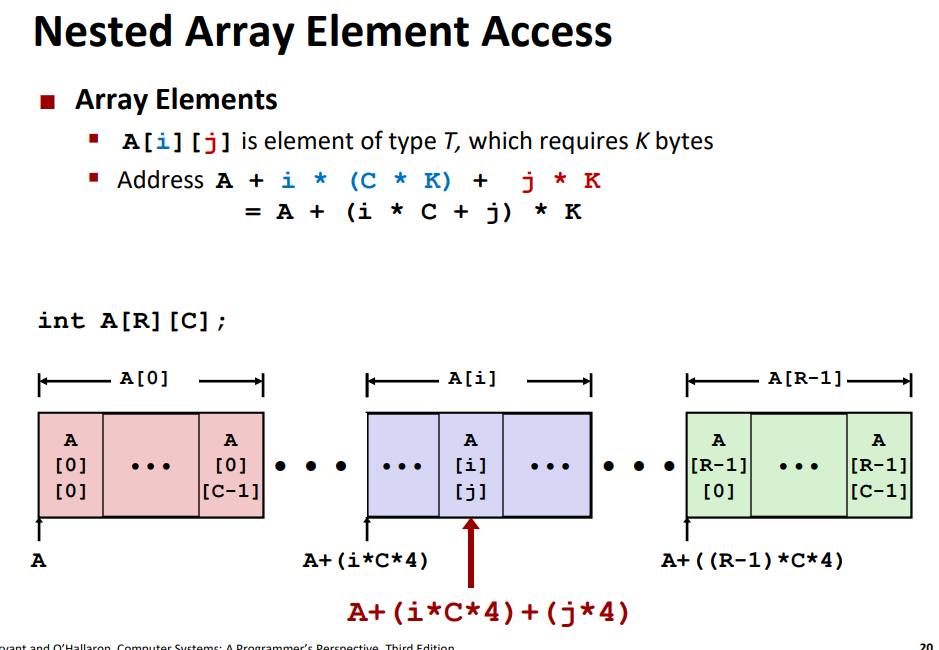 Nested Array Element Access
Array Elements
A[i][j] is element of type T, which requires K bytes
Address A + i * (C * K) + j * K
= A + (i * C + j) * K
int A[R][C];
A[0] A[i] A[R-1]
A A A A A
[0] ••• [0] • • • ••• [i] ••• • • • [R-1] ••• [R-1]
[0] [C-1] [j] [0] [C-1]
A A+(i*C*4) A+((R-1)*C*4)
A+(i*C*4)+(j*4)
and O'Hallaron, Computer Systems: A Programmer's Perspective, Third Edition 20